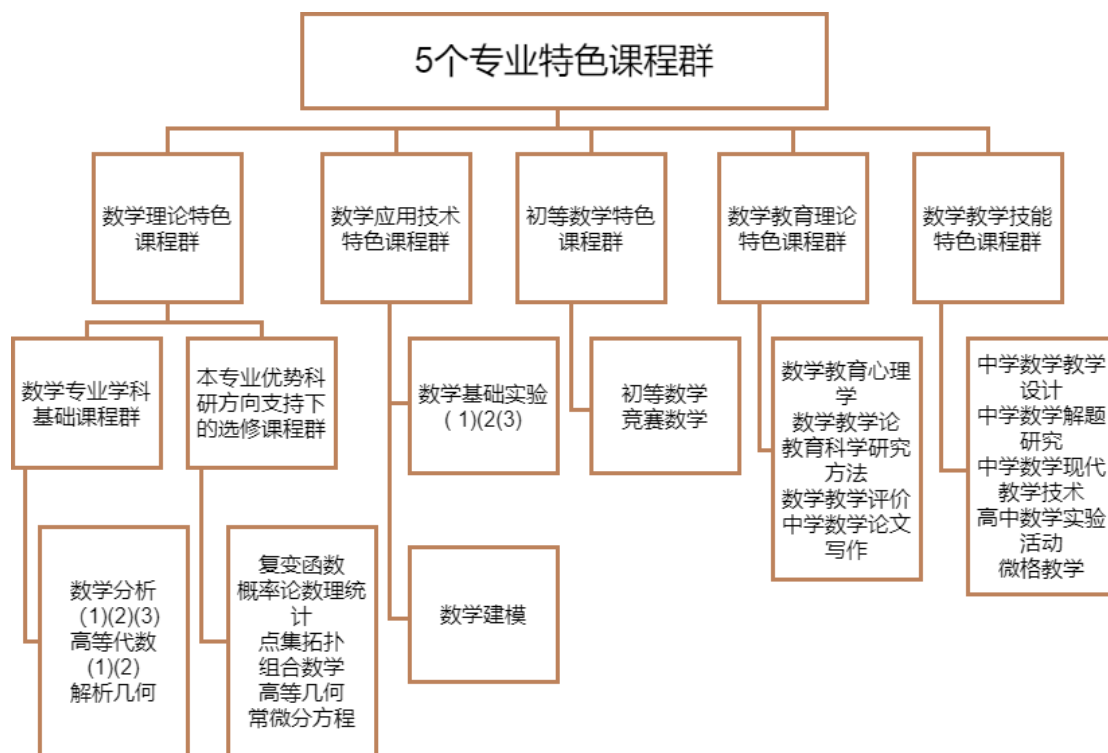 5个专业特色课程群
数学理论特色
课程群
数学应用技术
特色课程群
初等数学特色
课程群
数学教育理论
特色课程群
数学教学技能
特色课程群
数学专业学科
基础课程群
本专业优势科
研方向支持下
的选修课程群
数学基础实验
(1)(2(3)
初等数学
竞赛数学
数学教育心理
学
数学教学论
教育科学研究
方法
数学教学评价
中学数学论文
写作
中学数学教学
设计
中学数学解题
研究
中学数学现代
教学技术
高中数学实验
活动
微格教学
数学分析
(1)(2)(3)
高等代数
(1)(2)
解析几何
复变函数
概率论数理统
计
点集拓扑
组合数学
高等几何
常微分方程
数学建模